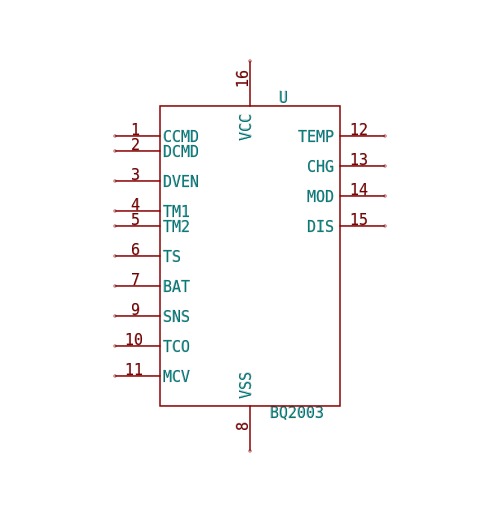 16
U
VCC
1 CCMD TEMP 12
2 DCMD
CHG 13
3 DVEN
MOD 14
4 TM1
5 TM2 DIS 15
6 TS
7 BAT
9 SNS
10 TCO
11 MCV
VSS
BQ2003
8